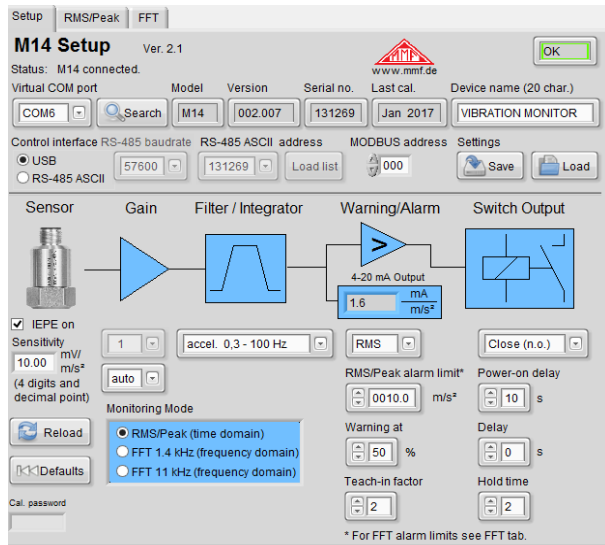 Setup RMS/Peak FFT
M14 Setup Ver. 2.1
MMF
www.mmf.de
OK
Status: M14 connected.
Virtual COM port Model Version Serial no. Last cal. Device name (20 char.)
COM6 Search M14 002.007 131269 Jan 2017 VIBRATION MONITOR
Control interface RS-485 baudrate RS-485 ASCII address MODBUS address Settings
USB
RS-485 ASCII
57600 131269 Load list 000 Save Load
Sensor Gain Filter / Integrator Warning/Alarm Switch Output
>
4-20 mA Output
1.6 mA
m/s²
IEPE on
Sensitivity
10.00 mV/
m/s²
(4 digits and
decimal point)
1 accel. 0,3 - 100 Hz RMS Close (n.o.)
auto
RMS/Peak alarm limit* Power-on delay
0010.0 m/s² 10 s
Monitoring Mode
RMS/Peak (time domain)
FFT 1.4 kHz (frequency domain)
FFT 11 kHz (frequency domain)
Reload
Defaults
Warning at Delay
50 % 0 s
Teach-in factor Hold time
2 2
Cal. password
* For FFT alarm limits see FFT tab.